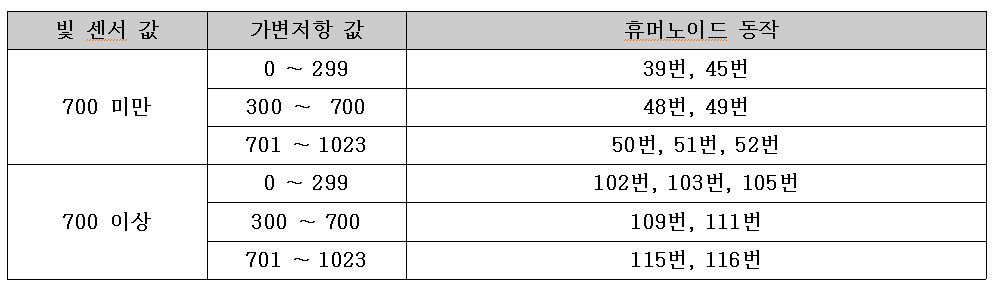 빛 센서 값 가변저항 값 휴머노이드 동작
700 미만
0 ~ 299 39번, 45번
300 ~ 700 48번, 49번
701 ~ 1023 50번, 51번, 52번
700 이상
0 ~ 299 102번, 103번, 105번
300 ~ 700 109번, 111번
701 ~ 1023 115번, 116번